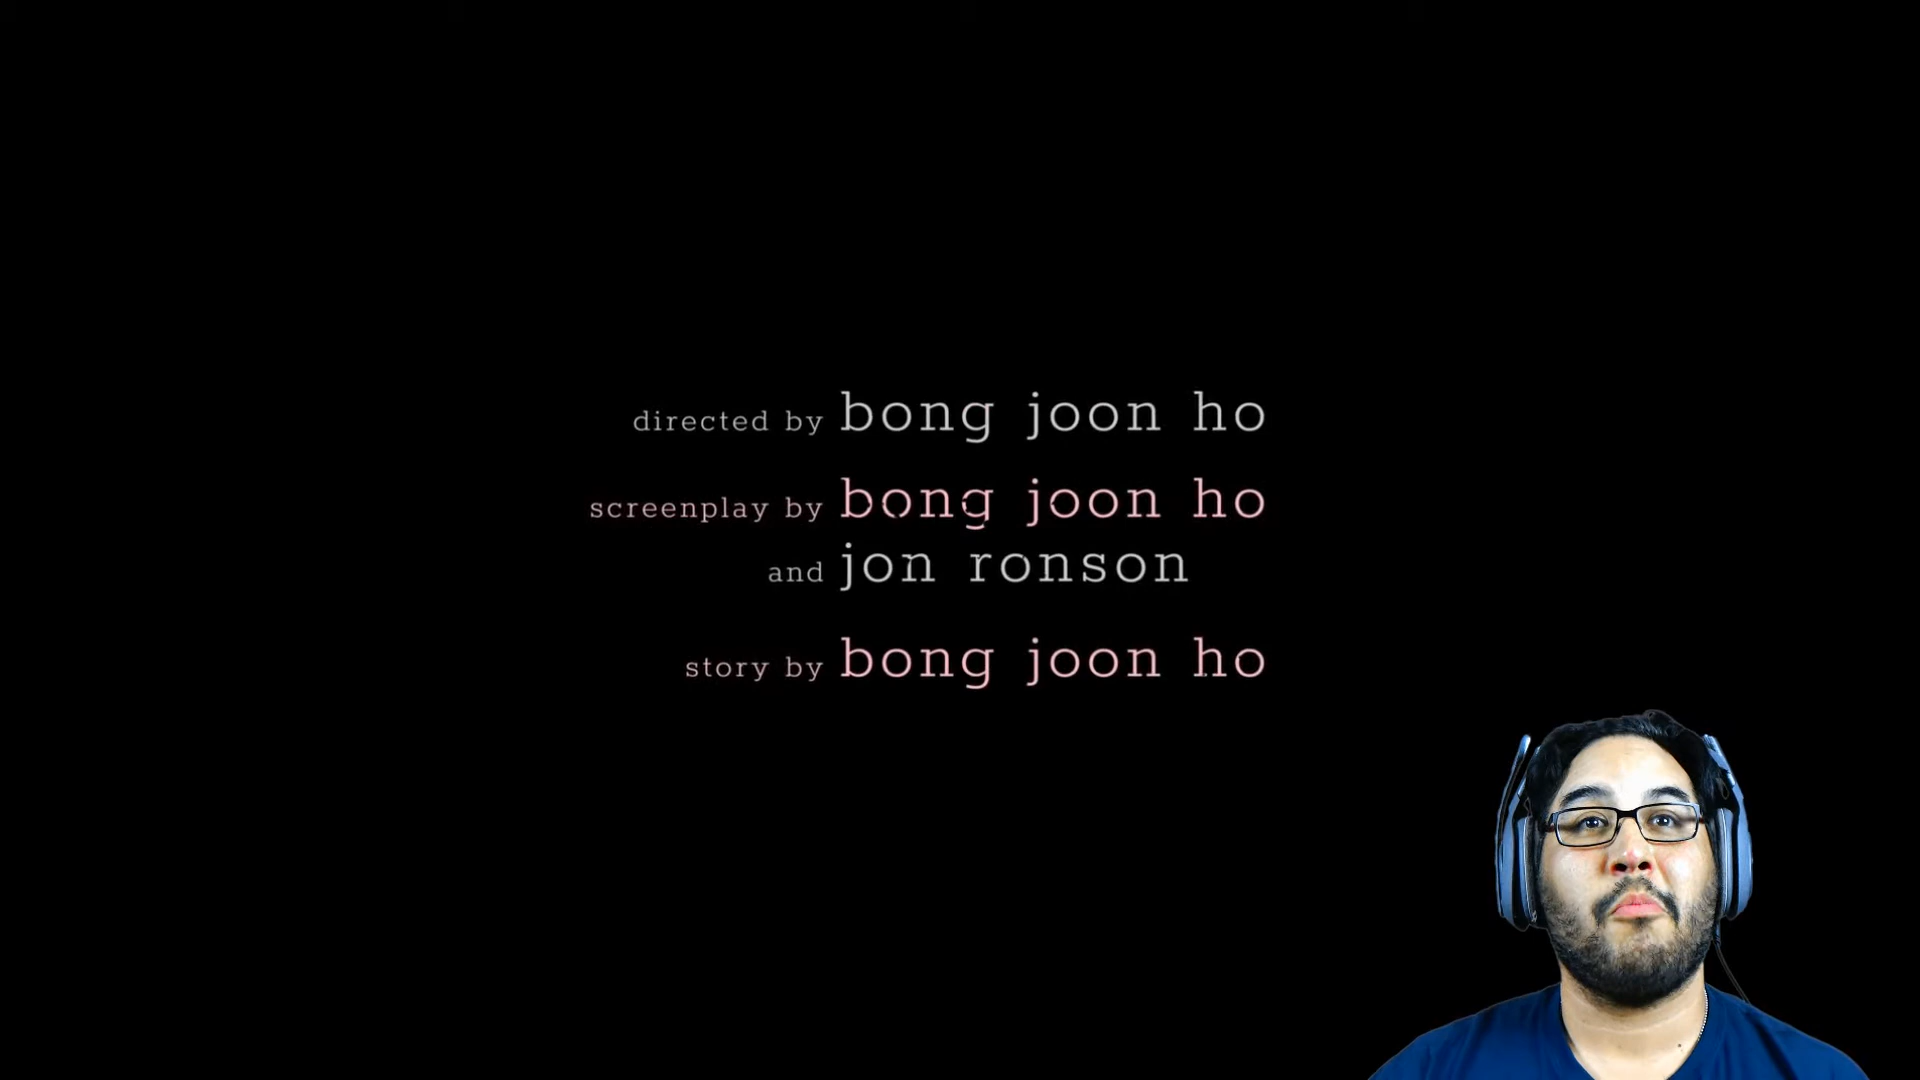 directed by bong joon ho
screenplay by bong joon ho
and jon ronson
story by bong joon ho